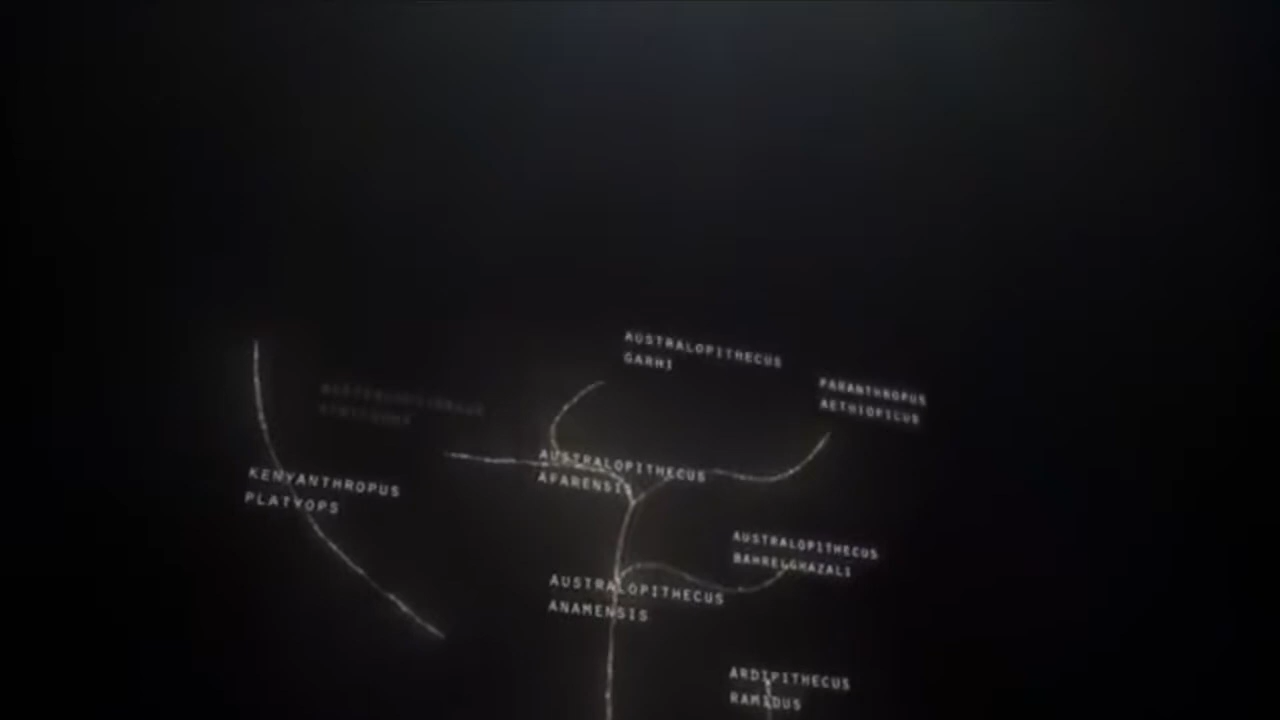 AUSTRALOPITHECUS
GARHI
PARANTHROPUS
AETHIOPICUS
AUSTRALOPITHECUS
AFARENSIS
KENYANTHROPUS
PLATYOPS
AUSTRALOPITHECUS
BAHRELGHAZALI
AUSTRALOPITHECUS
ANAMENSIS
ARDIPITHECUS
RAMIDUS